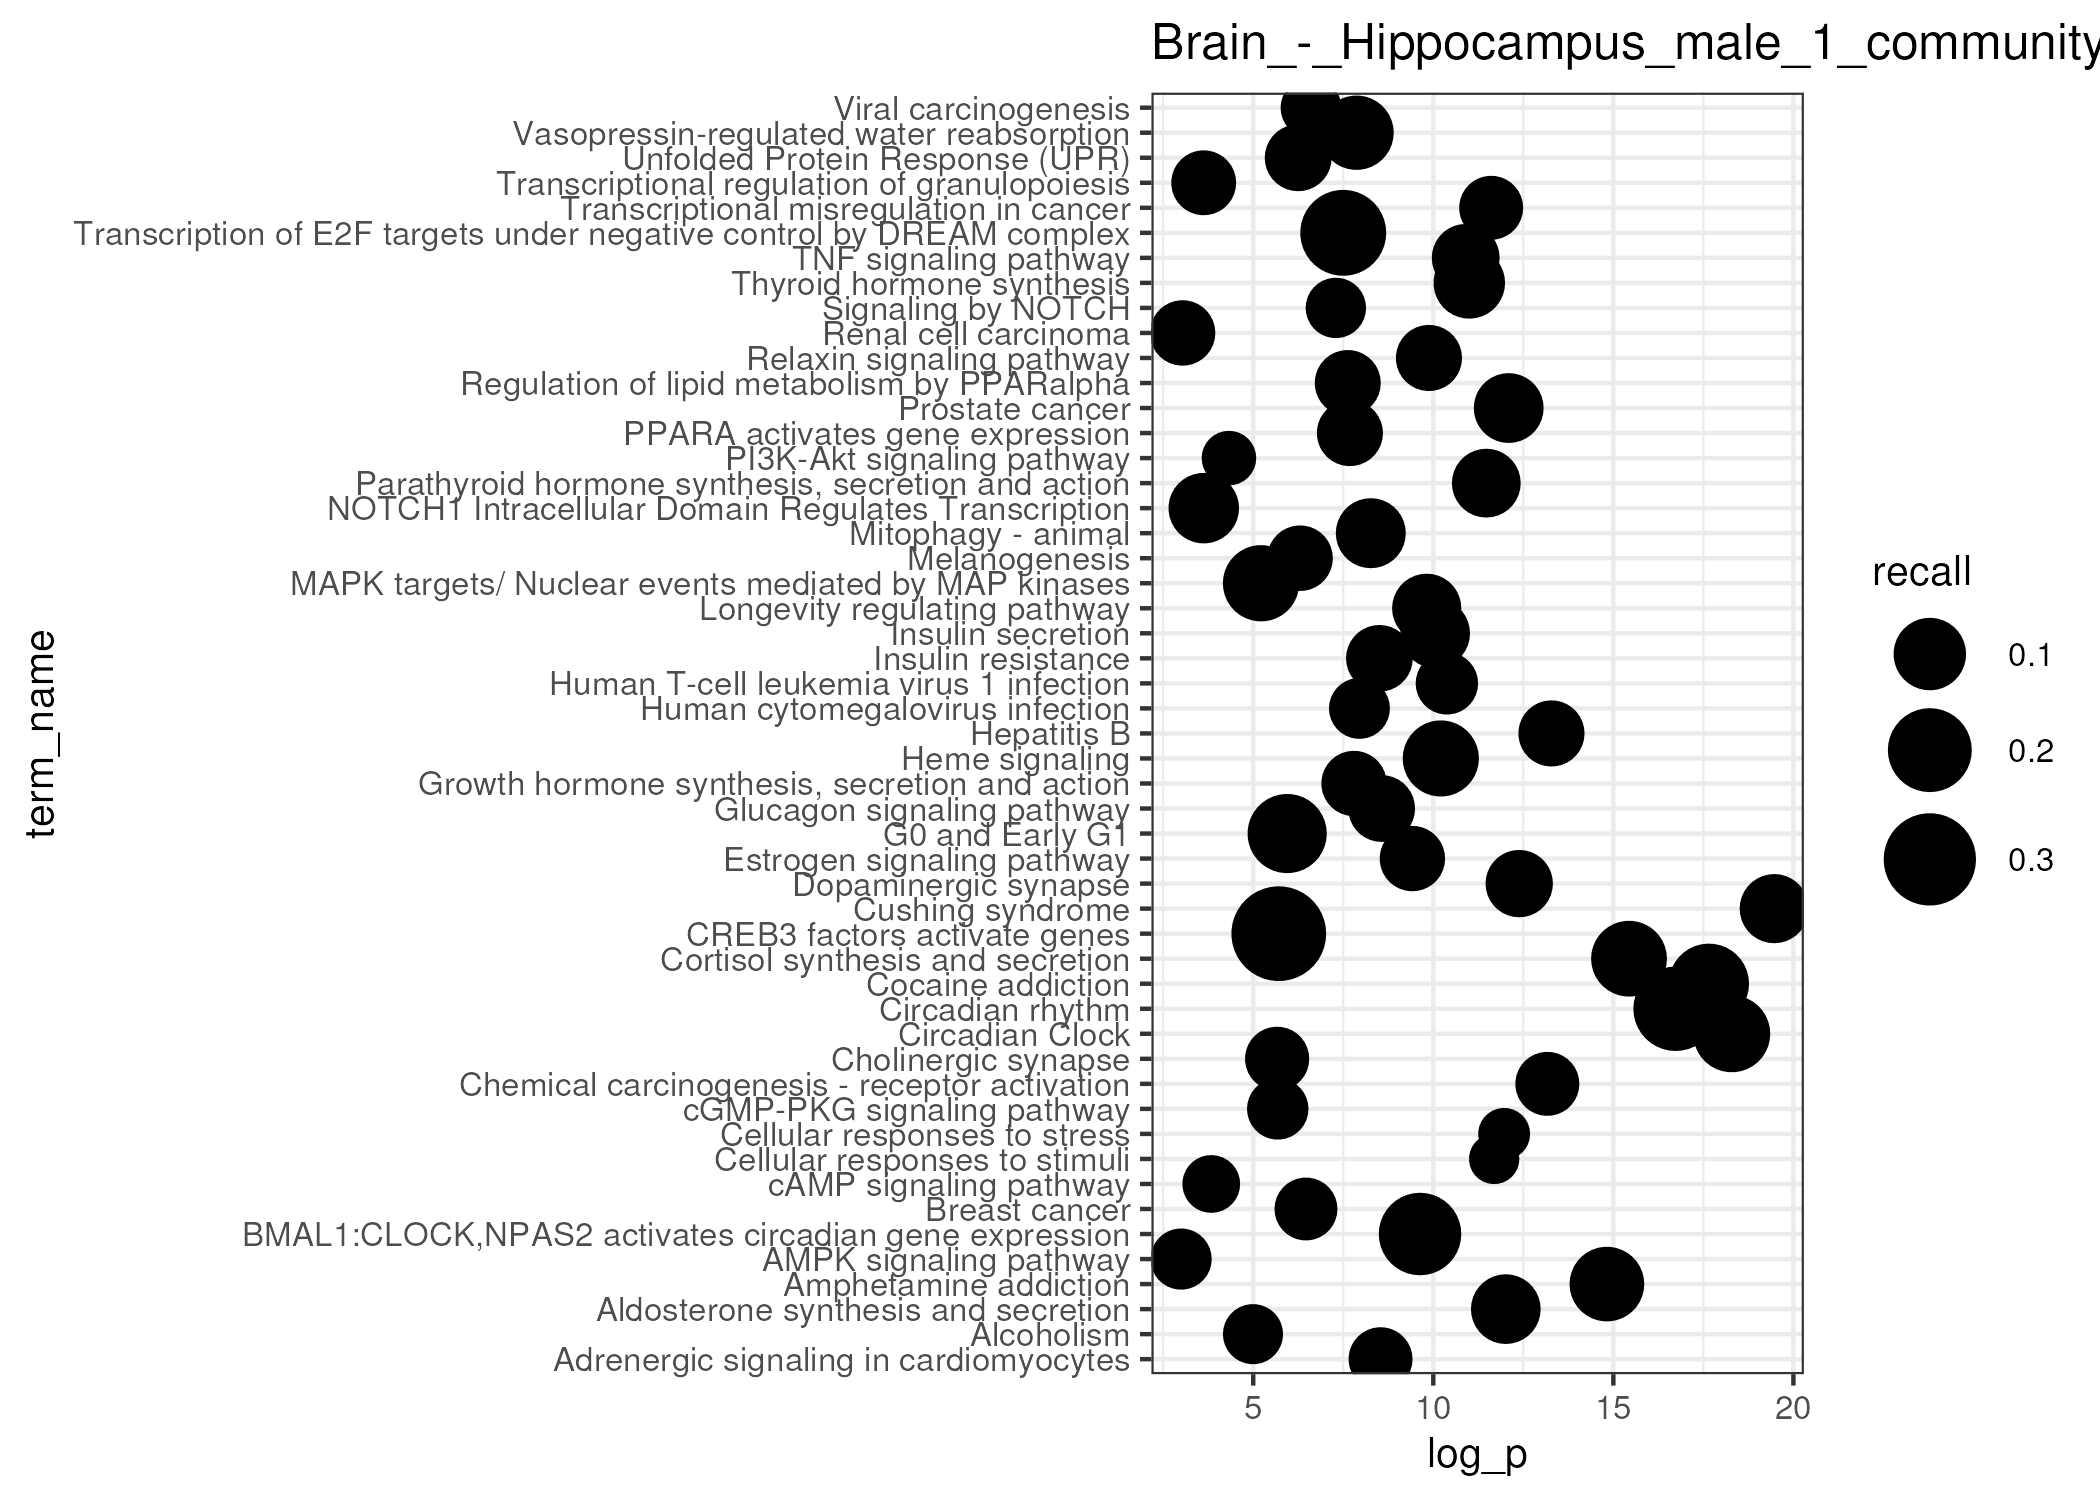 Brain_-_Hippocampus_male_1_community
term_name
Viral carcinogenesis
Vasopressin-regulated water reabsorption
Unfolded Protein Response (UPR)
Transcriptional regulation of granulopoiesis
Transcriptional misregulation in cancer
Transcription of E2F targets under negative control by DREAM complex
TNF signaling pathway
Thyroid hormone synthesis
Signaling by NOTCH
Renal cell carcinoma
Relaxin signaling pathway
Regulation of lipid metabolism by PPARalpha
Prostate cancer
PPARA activates gene expression
PI3K-Akt signaling pathway
Parathyroid hormone synthesis, secretion and action
NOTCH1 Intracellular Domain Regulates Transcription
Mitophagy - animal
Melanogenesis
MAPK targets/ Nuclear events mediated by MAP kinases
Longevity regulating pathway
Insulin secretion
Insulin resistance
Human T-cell leukemia virus 1 infection
Human cytomegalovirus infection
Hepatitis B
Heme signaling
Growth hormone synthesis, secretion and action
Glucagon signaling pathway
G0 and Early G1
Estrogen signaling pathway
Dopaminergic synapse
Cushing syndrome
CREB3 factors activate genes
Cortisol synthesis and secretion
Cocaine addiction
Circadian rhythm
Circadian Clock
Cholinergic synapse
Chemical carcinogenesis - receptor activation
cGMP-PKG signaling pathway
Cellular responses to stress
Cellular responses to stimuli
cAMP signaling pathway
Breast cancer
BMAL1:CLOCK,NPAS2 activates circadian gene expression
AMPK signaling pathway
Amphetamine addiction
Aldosterone synthesis and secretion
Alcoholism
Adrenergic signaling in cardiomyocytes
5 10 15 20
log_p
recall
0.1
0.2
0.3